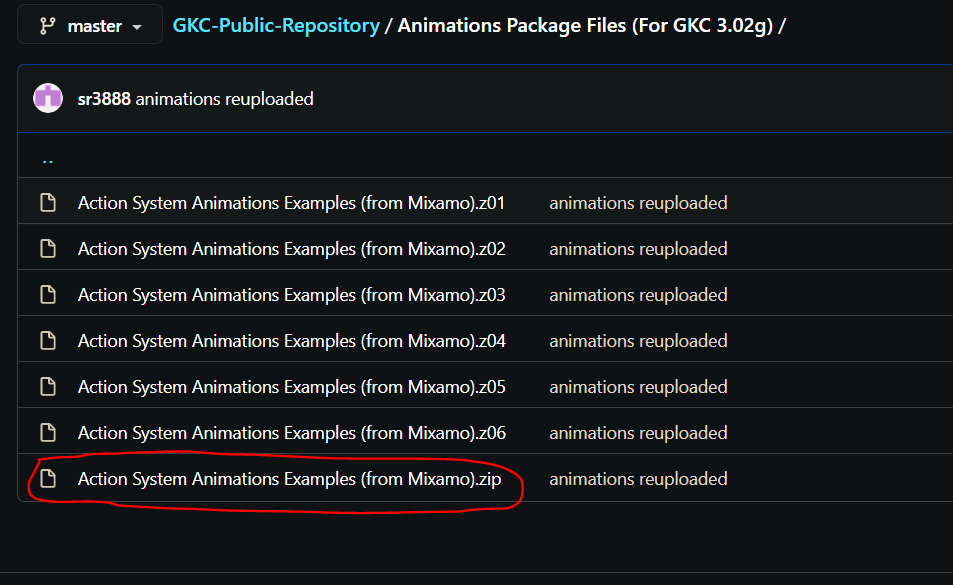 master GKC-Public-Repository / Animations Package Files (For GKC 3.02g) /
sr3888 animations reuploaded
..
Action System Animations Examples (from Mixamo).z01 animations reuploaded
Action System Animations Examples (from Mixamo).z02 animations reuploaded
Action System Animations Examples (from Mixamo).z03 animations reuploaded
Action System Animations Examples (from Mixamo).z04 animations reuploaded
Action System Animations Examples (from Mixamo).z05 animations reuploaded
Action System Animations Examples (from Mixamo).z06 animations reuploaded
Action System Animations Examples (from Mixamo).zip animations reuploaded